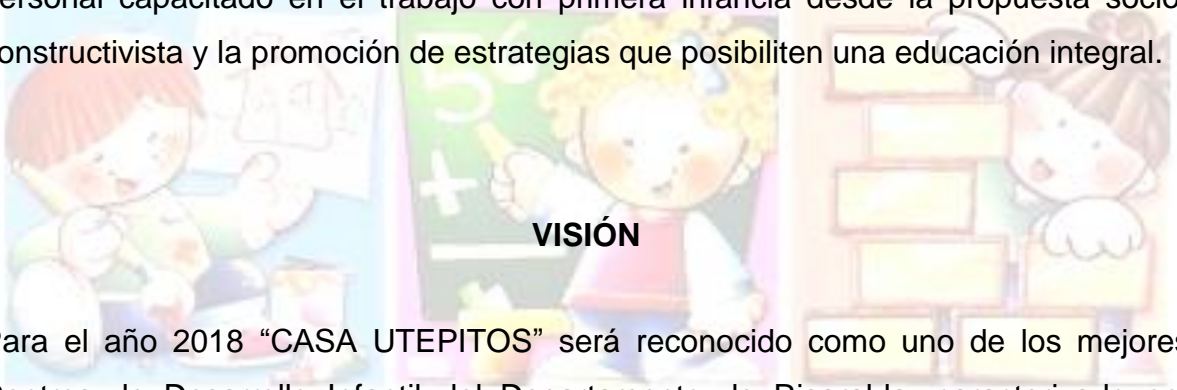 personal capacitado en el trabajo con primera infancia desde la propuesta socio
constructivista y la promoción de estrategias que posibiliten una educación integral.
5
+
VISIÓN
Para el año 2018 “CASA UTEPITOS” será reconocido como uno de los mejores
Centros de Desarrollo Infantil del Departamento de Risaralda